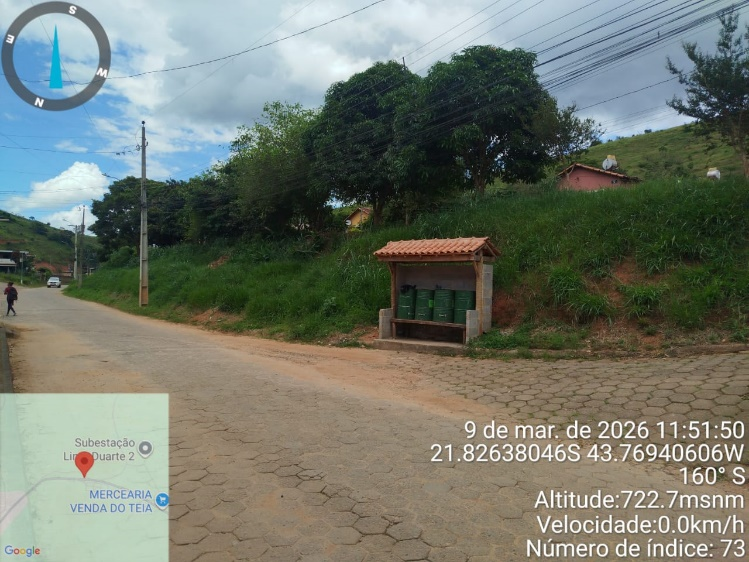 S
E
W
N
Subestação
Lima Duarte 2
MERCEARIA
VENDA DO TEIA
Google
9 de mar. de 2026 11:51:50
21.82638046S 43.76940606W
160° S
Altitude:722.7msnm
Velocidade:0.0km/h
Número de índice: 73